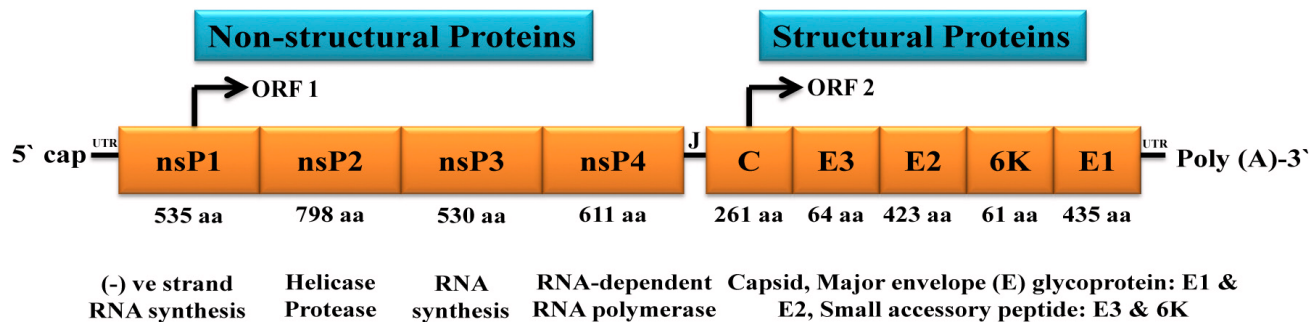 Non-structural Proteins
Structural Proteins
ORF 1
ORF 2
5` cap UTR nsP1 nsP2 nsP3 nsP4 J C E3 E2 6K E1 UTR Poly (A)-3`
535 aa 798 aa 530 aa 611 aa 261 aa 64 aa 423 aa 61 aa 435 aa
(-) ve strand
RNA synthesis
Helicase
Protease
RNA
synthesis
RNA-dependent
RNA polymerase
Capsid, Major envelope (E) glycoprotein: E1 &
E2, Small accessory peptide: E3 & 6K